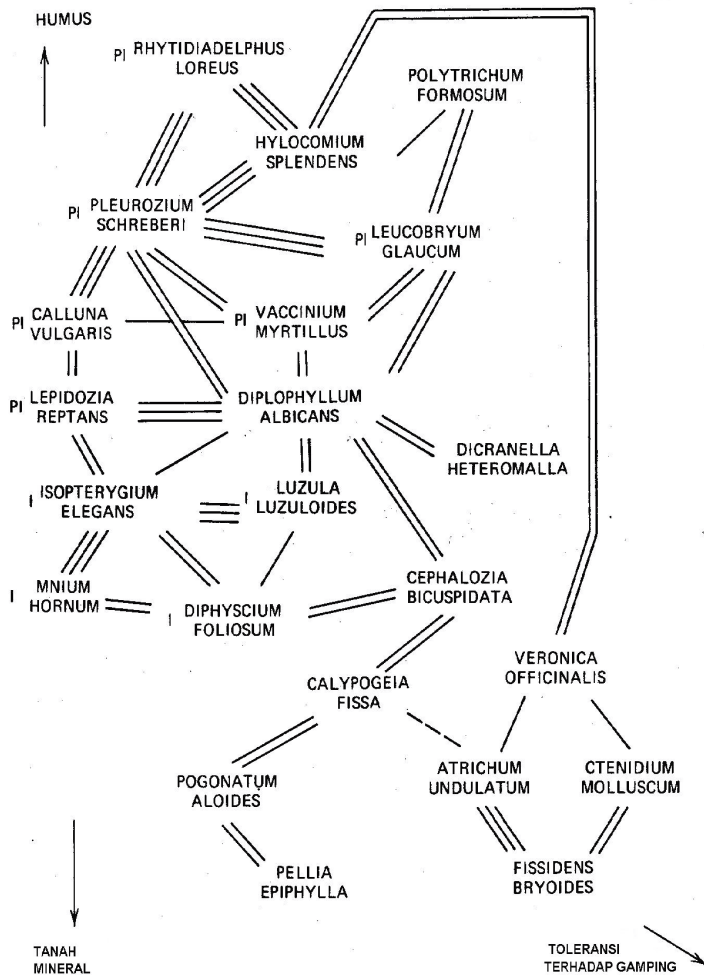 HUMUS
PI RHYTIDIADELPHUS
LOREUS
POLYTRICHUM
FORMOSUM
HYLOCOMIUM
SPLENDENS
PI PLEUROZIUM
SCHREBERI
PI LEUCOBRYUM
GLAUCUM
PI CALLUNA
VULGARIS
PI VACCINIUM
MYRTILLUS
PI LEPIDOZIA
REPTANS
DIPLOPHYLLUM
ALBICANS
DICRANELLA
HETEROMALLA
I ISOPTERYGIUM
ELEGANS
I LUZULA
LUZULOIDES
I MNIUM
HORNUM
I DIPHYSCIUM
FOLIOSUM
CEPHALOZIA
BICUSPIDATA
VERONICA
OFFICINALIS
CALYPOGEIA
FISSA
POGONATUM
ALOIDES
ATRICHUM
UNDULATUM
CTENIDIUM
MOLLUSCUM
PELLIA
EPIPHYLLA
FISSIDENS
BRYOIDES
TANAH
MINERAL
TOLERANSI
TERHADAP GAMPING